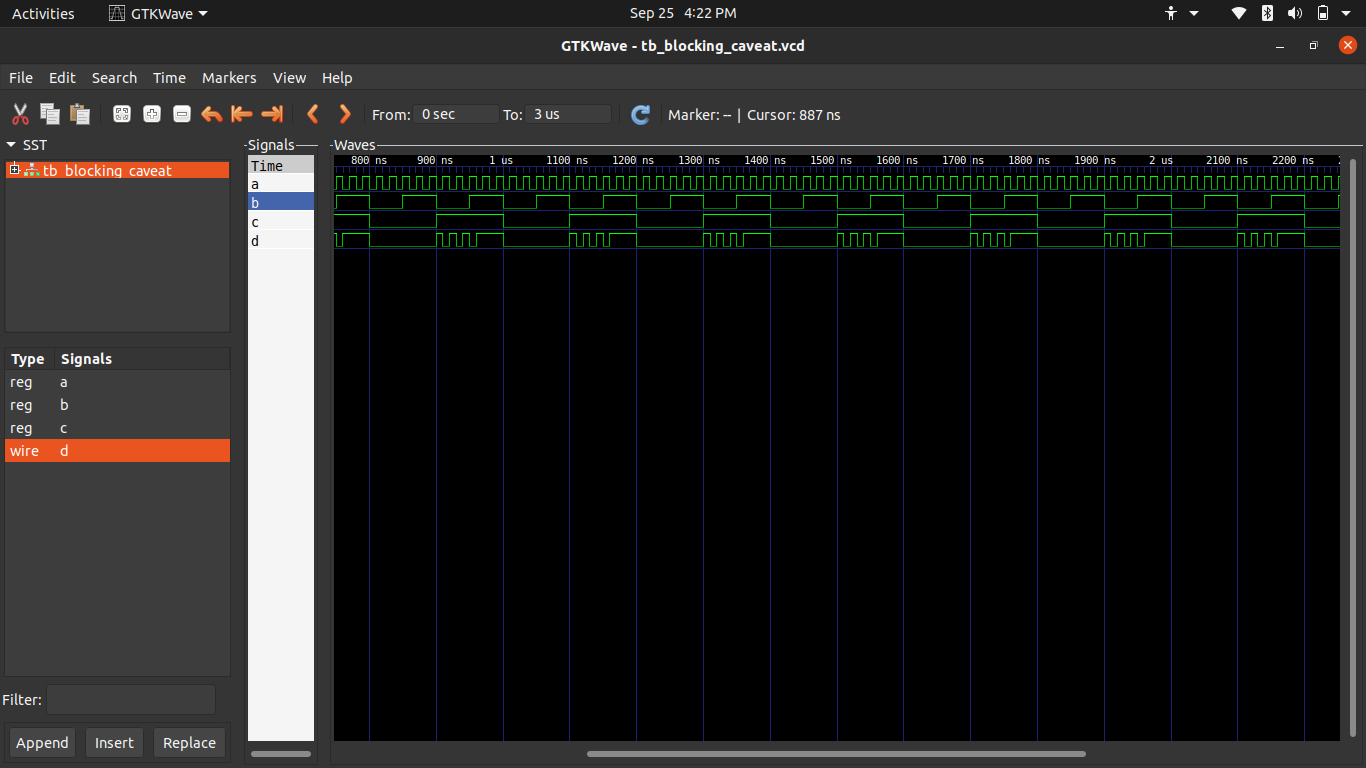 Activities GTKWave Sep 25 4:22 PM
GTKWave - tb_blocking_caveat.vcd
File Edit Search Time Markers View Help
From: 0 sec To: 3 us Marker: -- | Cursor: 887 ns
SST
tb_blocking_caveat
Type Signals
reg a
reg b
reg c
wire d
Filter:
Append Insert Replace
Signals
Time
a
b
c
d
Waves
800 ns 900 ns 1 us 1100 ns 1200 ns 1300 ns 1400 ns 1500 ns 1600 ns 1700 ns 1800 ns 1900 ns 2 us 2100 ns 2200 ns